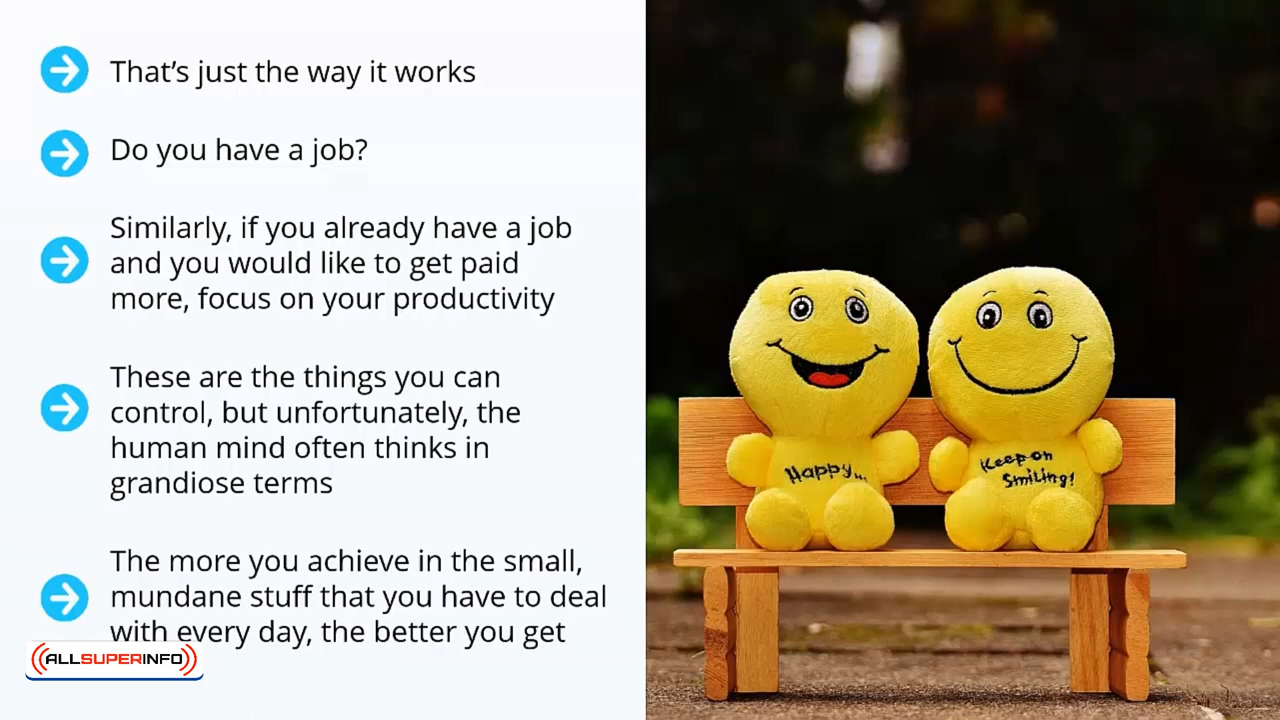 That's just the way it works
Do you have a job?
Similarly, if you already have a job
and you would like to get paid
more, focus on your productivity
These are the things you can
control, but unfortunately, the
human mind often thinks in
grandiose terms
The more you achieve in the small,
mundane stuff that you have to deal
with every day, the better you get
ALLSUPERINFO
Happy...
Keep on
Smiling!